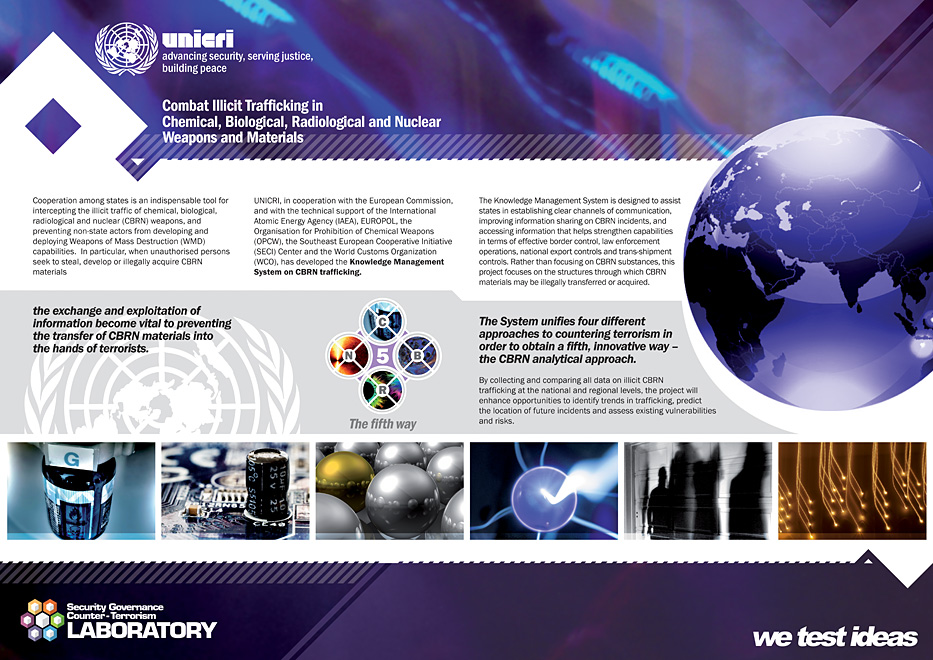 unicri
advancing security, serving justice,
building peace
Combat Illicit Trafficking in
Chemical, Biological, Radiological and Nuclear
Weapons and Materials
Cooperation among states is an indispensable tool for
intercepting the illicit traffic of chemical, biological,
radiological and nuclear (CBRN) weapons, and
preventing non-state actors from developing and
deploying Weapons of Mass Destruction (WMD)
capabilities. In particular, when unauthorised persons
seek to steal, develop or illegally acquire CBRN
materials
UNICRI, in cooperation with the European Commission,
and with the technical support of the International
Atomic Energy Agency (IAEA), EUROPOL, the
Organisation for Prohibition of Chemical Weapons
(OPCW), the Southeast European Cooperative Initiative
(SECI) Center and the World Customs Organization
(WCO), has developed the Knowledge Management
System on CBRN trafficking.
The Knowledge Management System is designed to assist
states in establishing clear channels of communication,
improving information sharing on CBRN incidents, and
accessing information that helps strengthen capabilities
in terms of effective border control, law enforcement
operations, national export controls and trans-shipment
controls. Rather than focusing on CBRN substances, this
project focuses on the structures through which CBRN
materials may be illegally transferred or acquired.
the exchange and exploitation of
information become vital to preventing
the transfer of CBRN materials into
the hands of terrorists.
C
N 5 B
R
The fifth way
The System unifies four different
approaches to countering terrorism in
order to obtain a fifth, innovative way –
the CBRN analytical approach.
By collecting and comparing all data on illicit CBRN
trafficking at the national and regional levels, the project will
enhance opportunities to identify trends in trafficking, predict
the location of future incidents and assess existing vulnerabilities
and risks.
G
Security Governance
Counter-Terrorism
LABORATORY
we test ideas